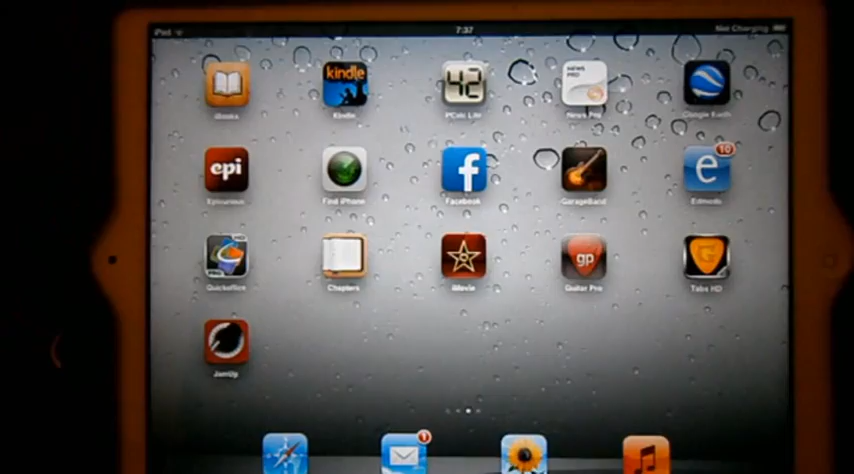 iPad 7:37 Not Charging
kindle 42 NEWS PRO
iBooks Kindle PCalc Lite News Pro Google Earth
epi f e 10
Epicurious Find iPhone Facebook GarageBand Edmodo
HD gp G
Quickoffice Chapters iMovie Guitar Pro Tabs HD
JamUp
1